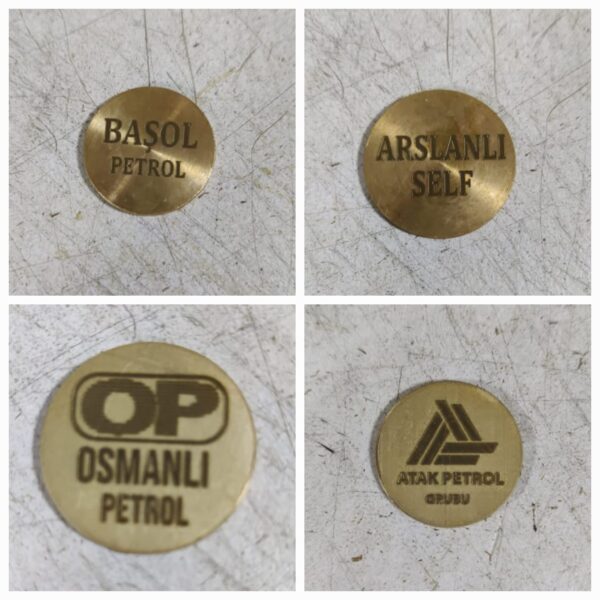 BAŞOL
PETROL
ARSLANLI
SELF
OP
OSMANLI
PETROL
ATAK PETROL
GRUBU